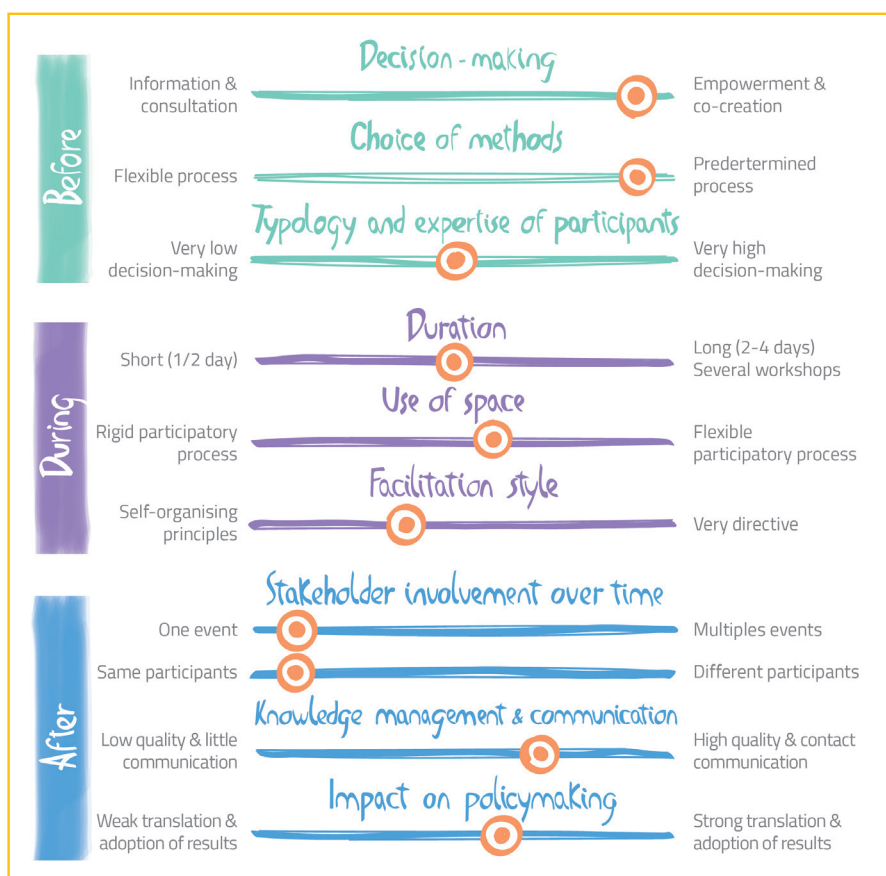 Before
Decision-making
Information &
consultation
Empowerment &
co-creation
Choice of methods
Flexible process
Predertermined
process
Typology and expertise of participants
Very low
decision-making
Very high
decision-making
During
Duration
Short (1/2 day)
Long (2-4 days)
Several workshops
Use of space
Rigid participatory
process
Flexible
participatory process
Facilitation style
Self-organising
principles
Very directive
After
Stakeholder involvement over time
One event
Multiples events
Same participants
Different participants
Knowledge management & communication
Low quality & little
communication
High quality & contact
communication
Impact on policymaking
Weak translation &
adoption of results
Strong translation &
adoption of results